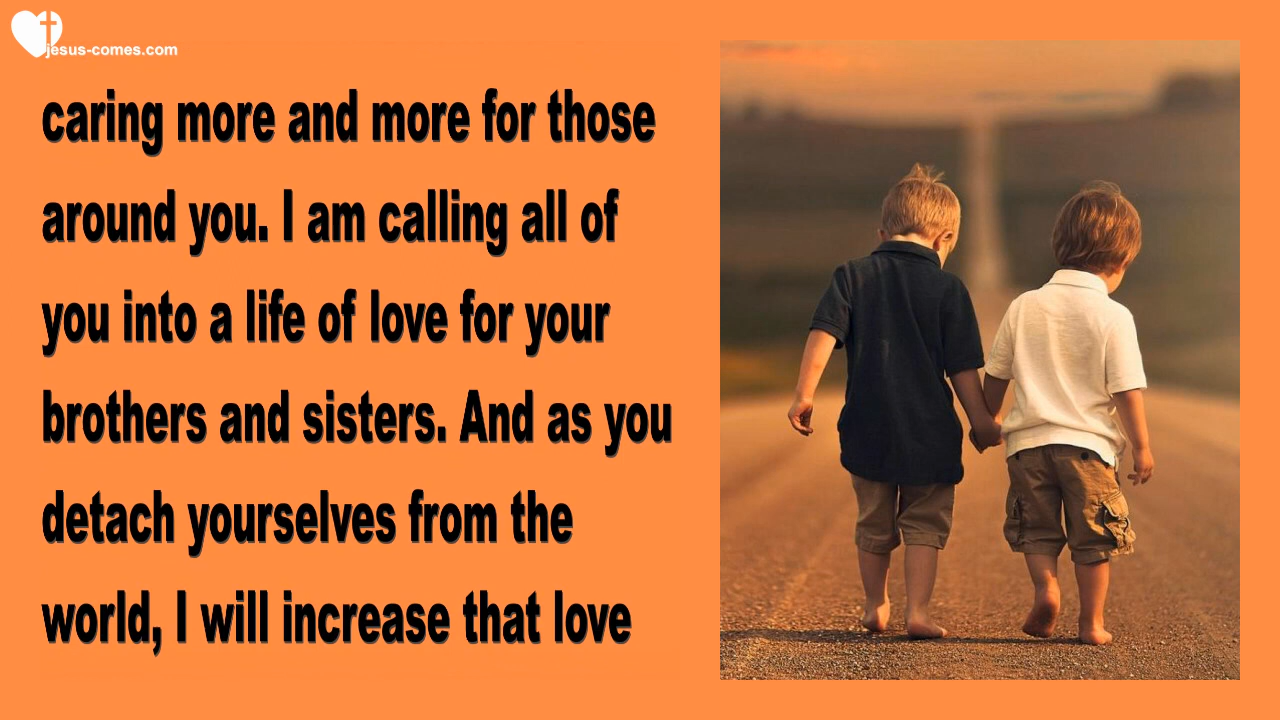 jesus-comes.com
caring more and more for those
around you. I am calling all of
you into a life of love for your
brothers and sisters. And as you
detach yourselves from the
world, I will increase that love